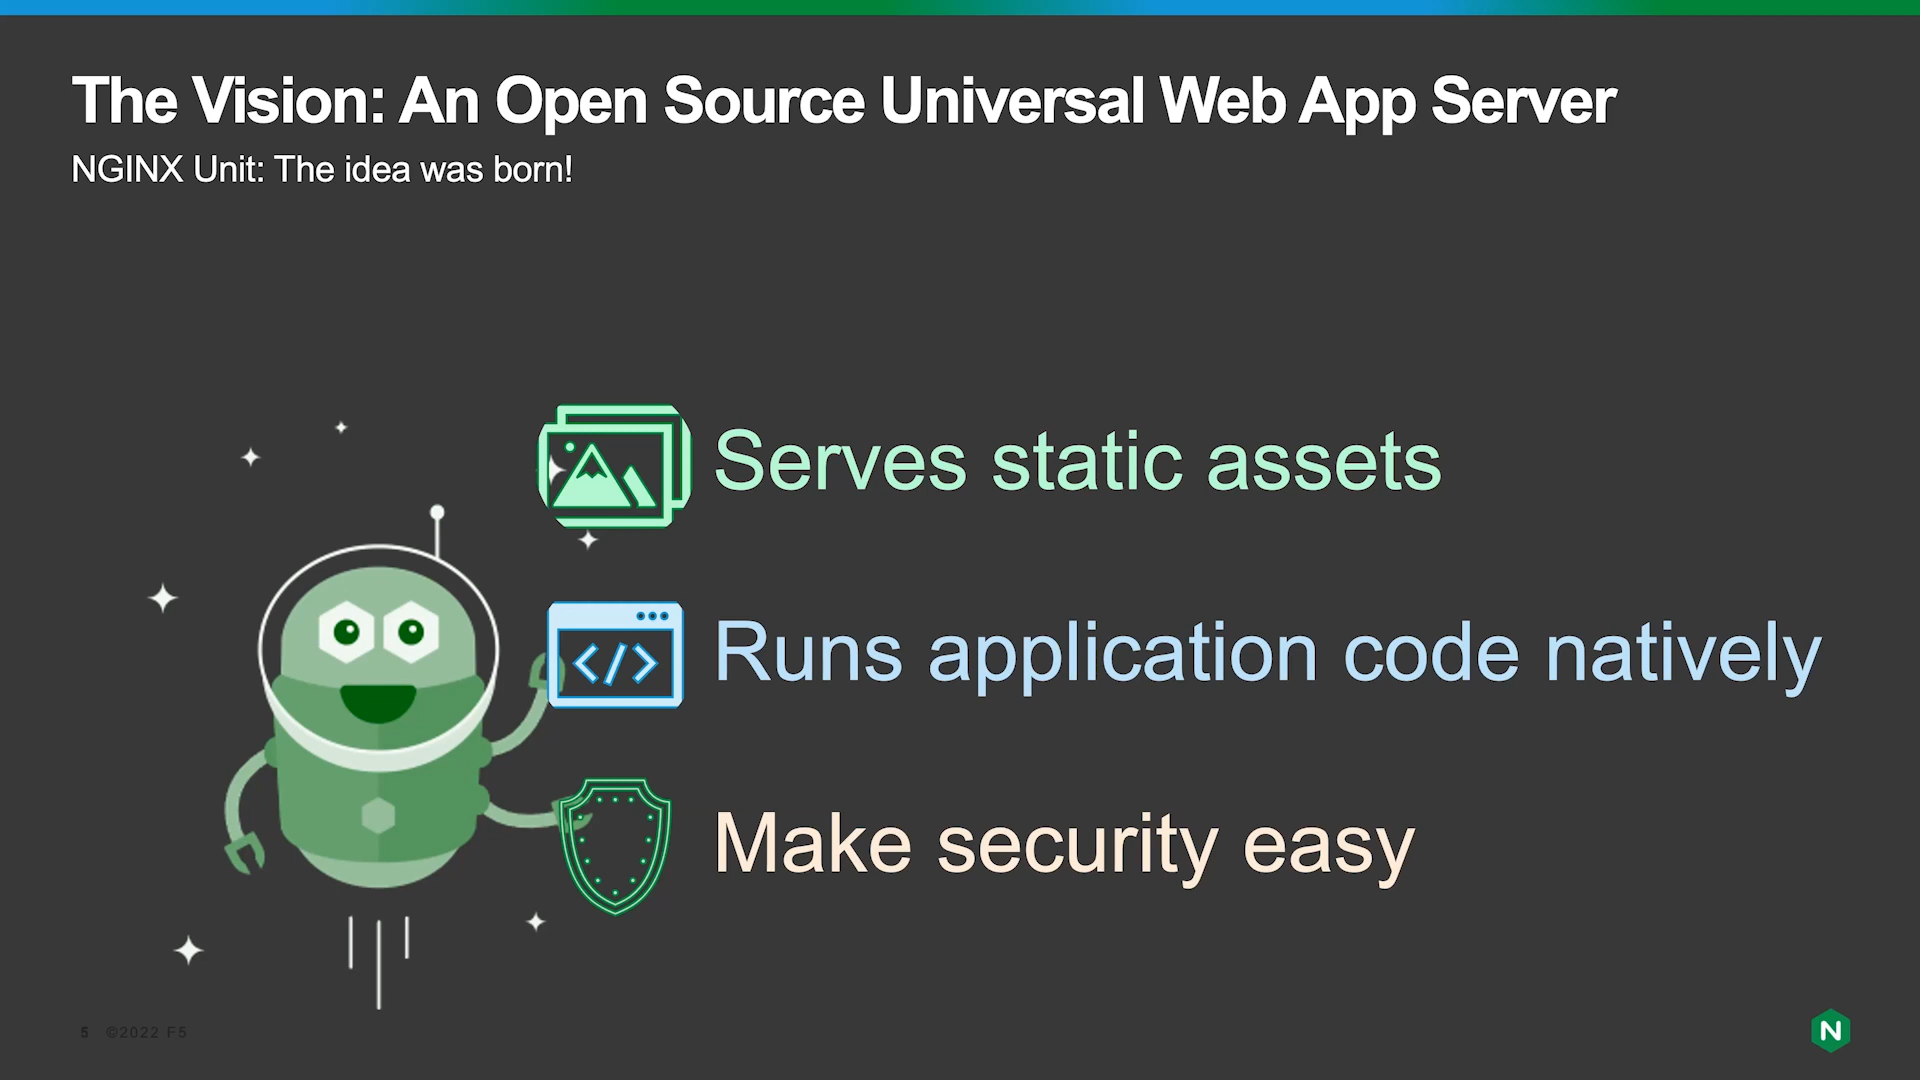 The Vision: An Open Source Universal Web App Server
NGINX Unit: The idea was born!
Serves static assets
</>
Runs application code natively
Make security easy
5 ©2022 F5
N